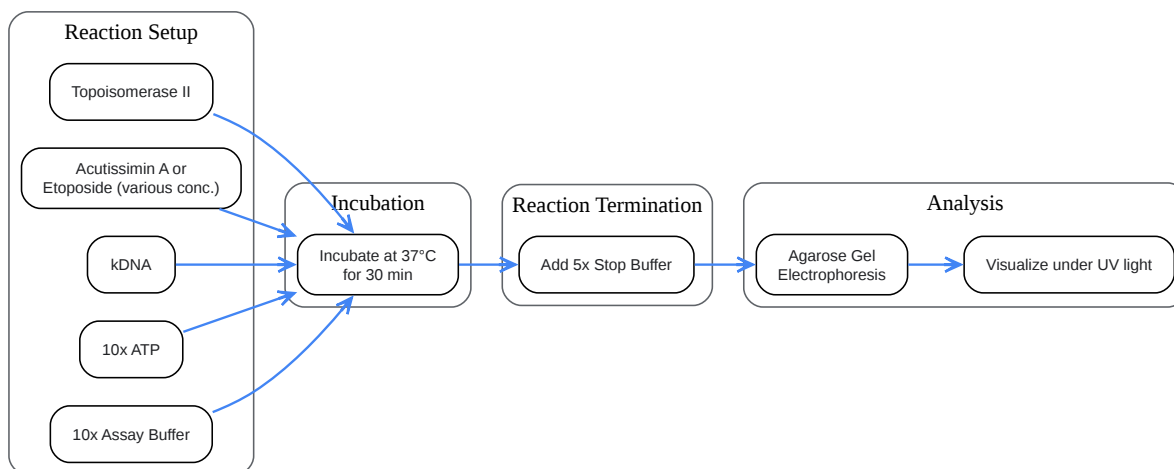 Reaction Setup
Topoisomerase II
Acutissimin A or
Etoposide (various conc.)
kDNA
10x ATP
10x Assay Buffer
Incubation
Incubate at 37°C
for 30 min
Reaction Termination
Add 5x Stop Buffer
Analysis
Agarose Gel
Electrophoresis
Visualize under UV light